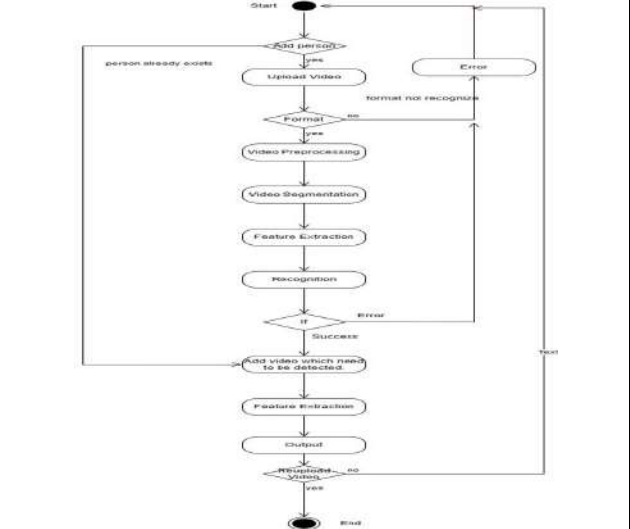 Start
Add person
yes
person already exists
Upload Video
Error
format not recognize
Format
no
yes
Video Preprocessing
Video Segmentation
Feature Extraction
Recognition
If
Error
Success
Text
Add video which need
to be detected
Feature Extraction
Output
Reupload
Video
no
yes
End